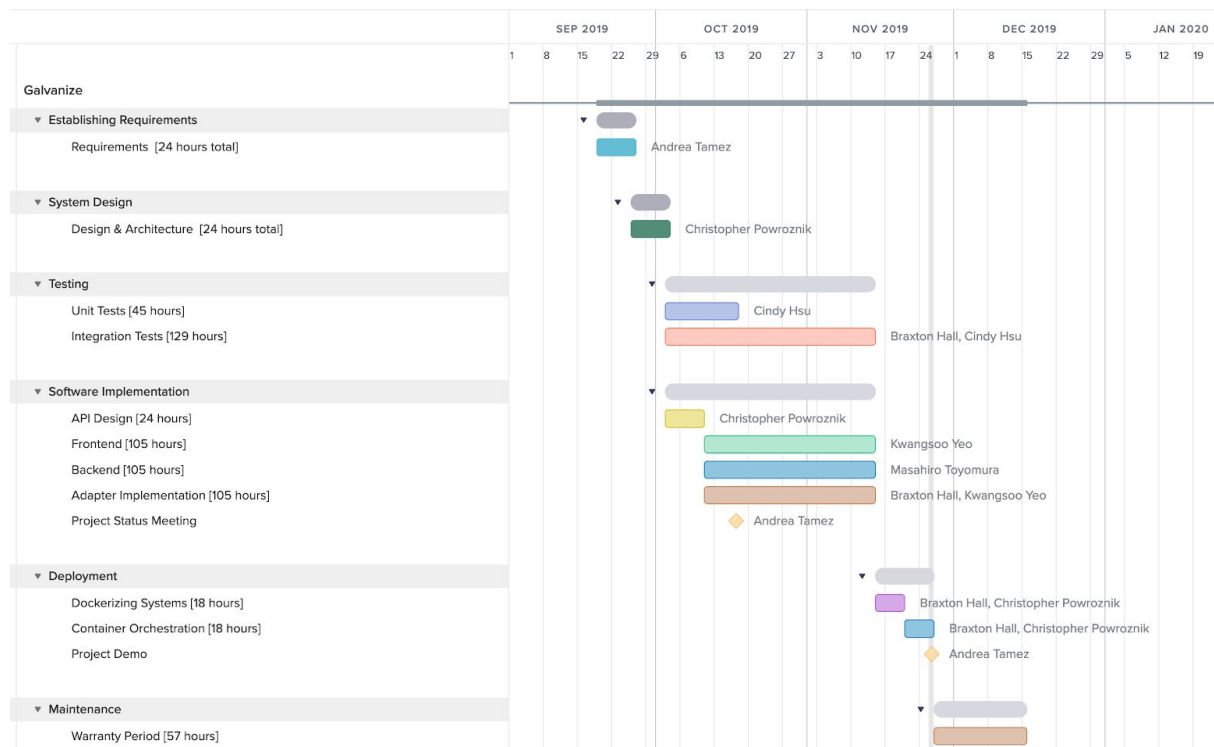 SEP 2019 OCT 2019 NOV 2019 DEC 2019 JAN 2020
1 8 15 22 29 6 13 20 27 3 10 17 24 1 8 15 22 29 5 12 19
Galvanize
Establishing Requirements
Requirements [24 hours total] Andrea Tamez
System Design
Design & Architecture [24 hours total] Christopher Powroznik
Testing
Unit Tests [45 hours] Cindy Hsu
Integration Tests [129 hours] Braxton Hall, Cindy Hsu
Software Implementation
API Design [24 hours] Christopher Powroznik
Frontend [105 hours] Kwangsoo Yeo
Backend [105 hours] Masahiro Toyomura
Adapter Implementation [105 hours] Braxton Hall, Kwangsoo Yeo
Project Status Meeting Andrea Tamez
Deployment
Dockerizing Systems [18 hours] Braxton Hall, Christopher Powroznik
Container Orchestration [18 hours] Braxton Hall, Christopher Powroznik
Project Demo Andrea Tamez
Maintenance
Warranty Period [57 hours]